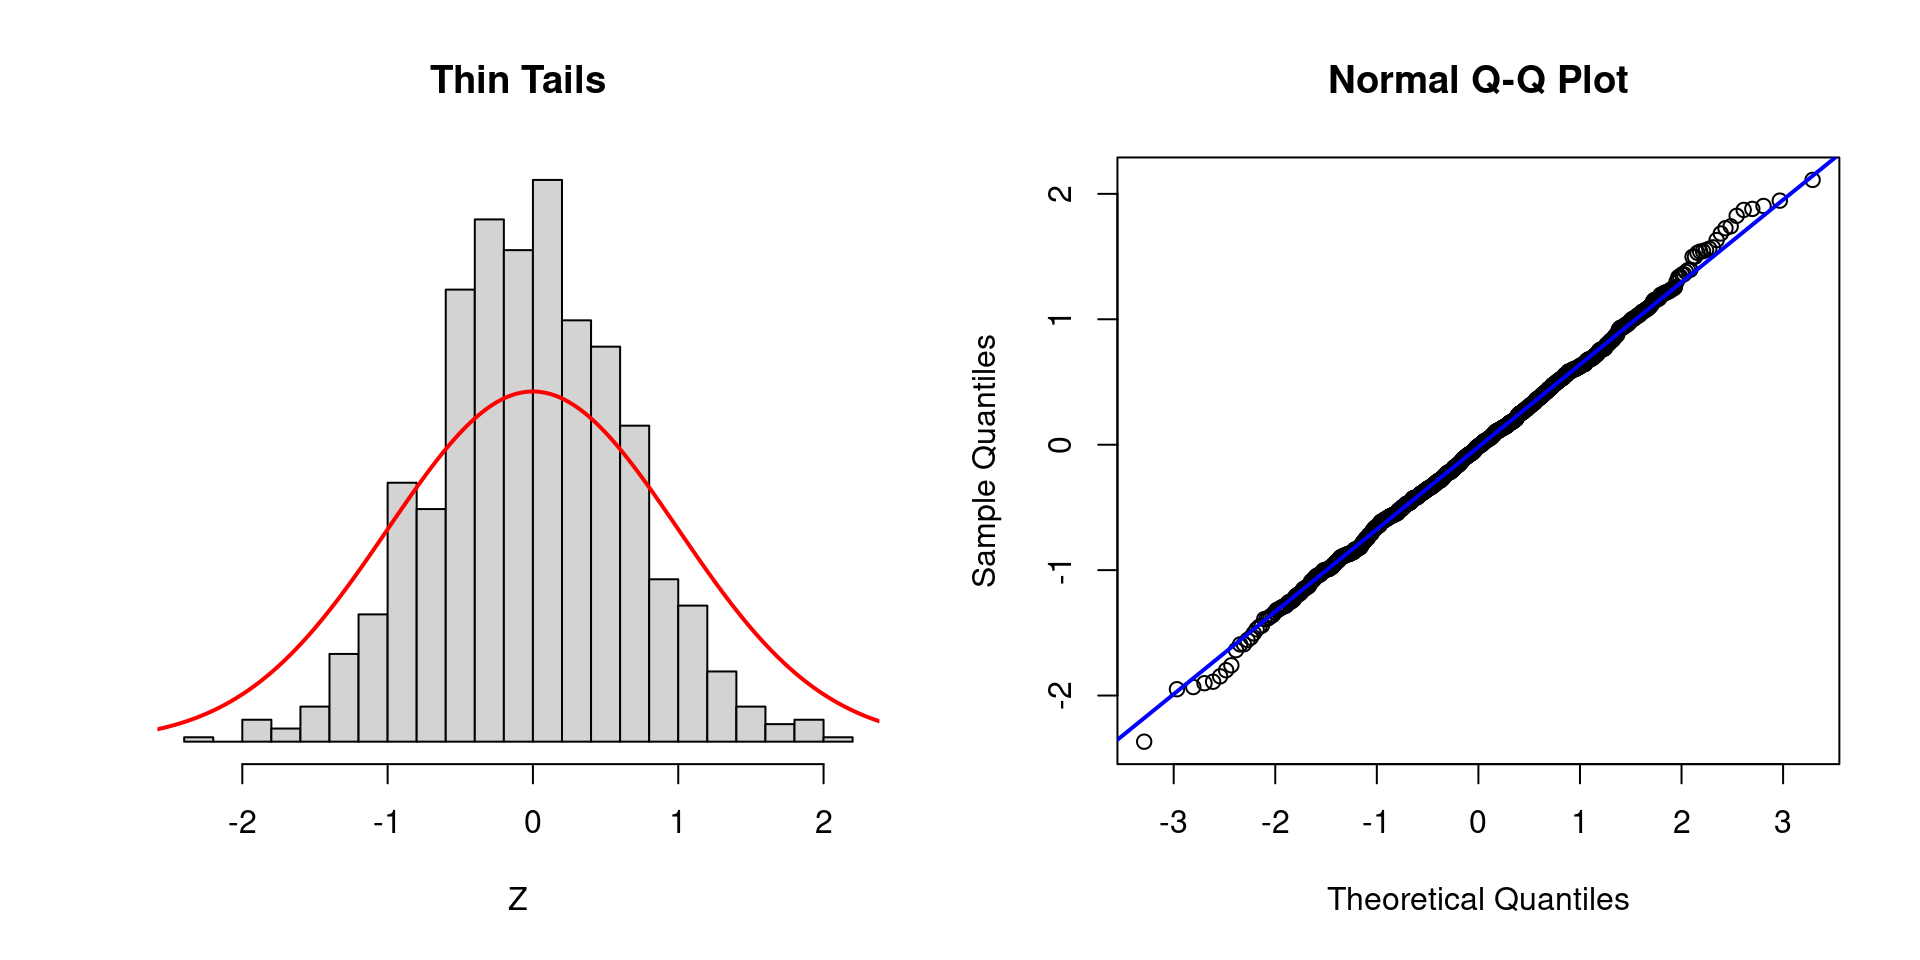 Thin Tails
-2 -1 0 1 2
Z
Normal Q-Q Plot
Sample Quantiles
2
1
0
-1
-2
-3 -2 -1 0 1 2 3
Theoretical Quantiles